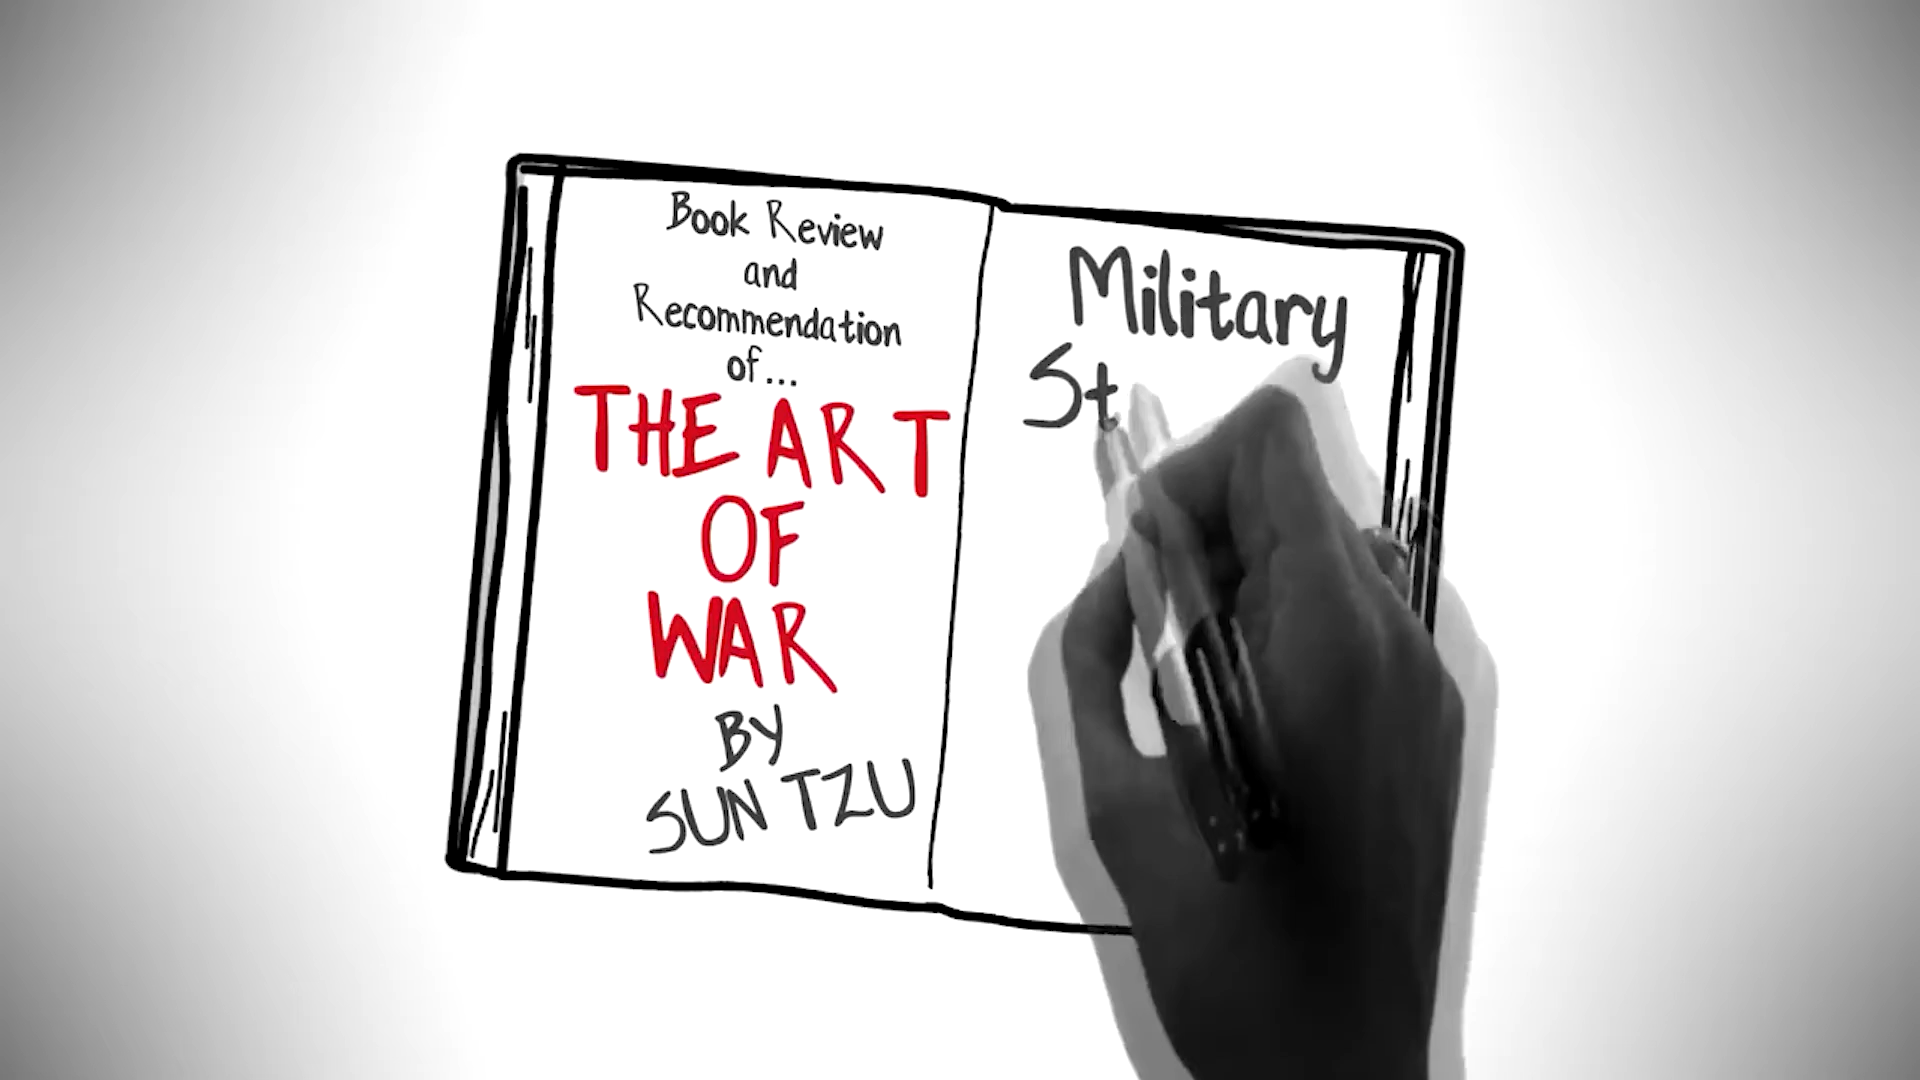 Book Review
and
Recommendation
of...
THE ART
OF
WAR
BY
SUN TZU
Military
St